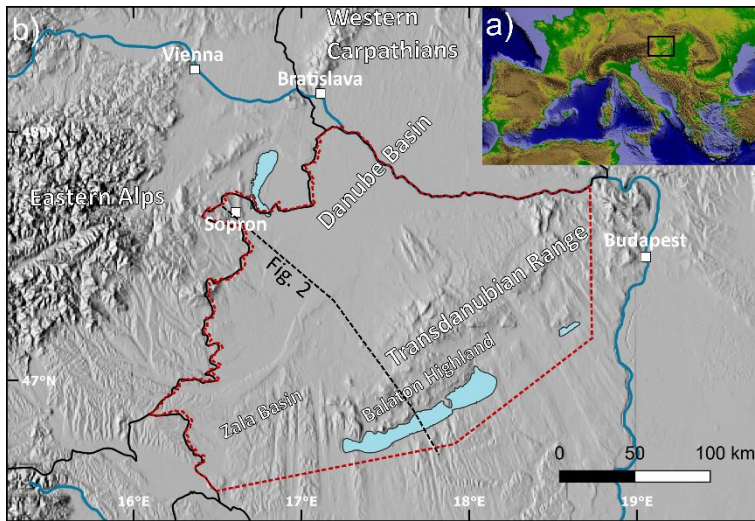 b)
Western
Carpathians
a)
Vienna
Bratislava
48°N
Danube Basin
Eastern Alps
Sopron
Budapest
Fig. 2
Transdanubian Range
47°N
Balaton Highland
Zala Basin
0 50 100 km
16°E 17°E 18°E 19°E